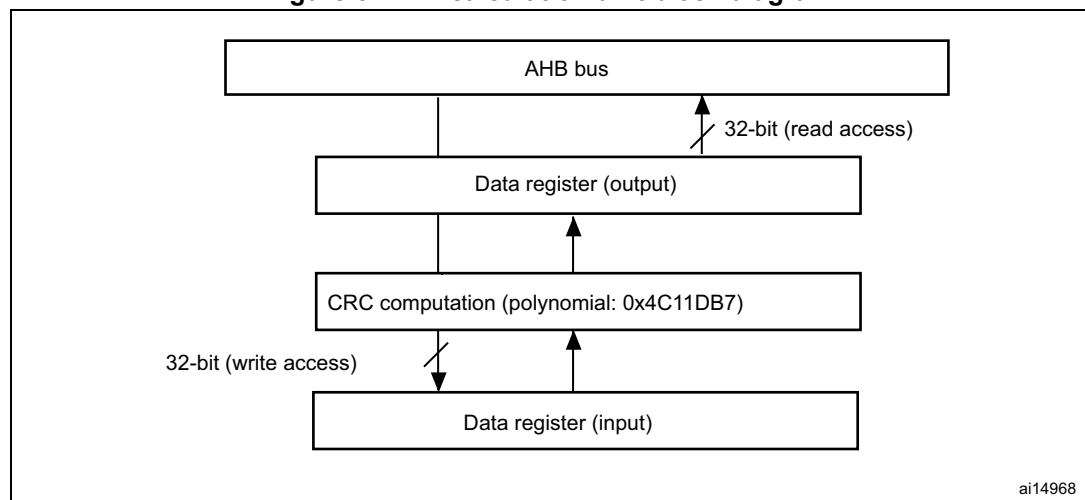 AHB bus
32-bit (read access)
Data register (output)
CRC computation (polynomial: 0x4C11DB7)
32-bit (write access)
Data register (input)
ai14968